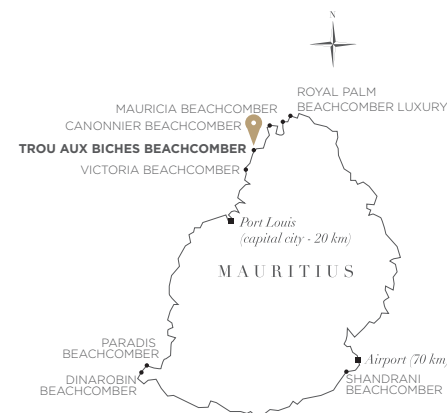 N
ROYAL PALM
BEACHCOMBER LUXURY
MAURICIA BEACHCOMBER
CANONNIER BEACHCOMBER
TROU AUX BICHES BEACHCOMBER
VICTORIA BEACHCOMBER
Port Louis
(capital city - 20 km)
MAURITIUS
PARADIS
BEACHCOMBER
Airport (70 km
DINAROBIN
BEACHCOMBER
SHANDRANI
BEACHCOMBER